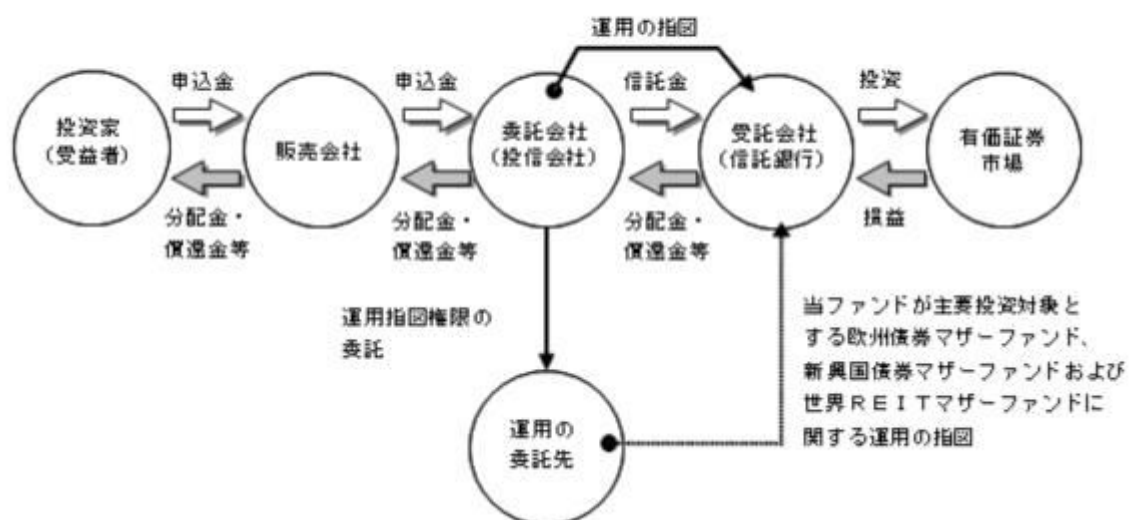 運用の指図
申込金
申込金
信託金
投資
投資家
(受益者)
販売会社
委託会社
(投信会社)
受託会社
(信託銀行)
有価証券
市場
分配金・
償還金等
分配金・
償還金等
分配金・
償還金等
損益
運用指図権限の
委託
当ファンドが主要投資対象と
する欧州債券マザーファンド、
新興国債券マザーファンドおよび
世界REITマザーファンドに
関する運用の指図
運用の
委託先